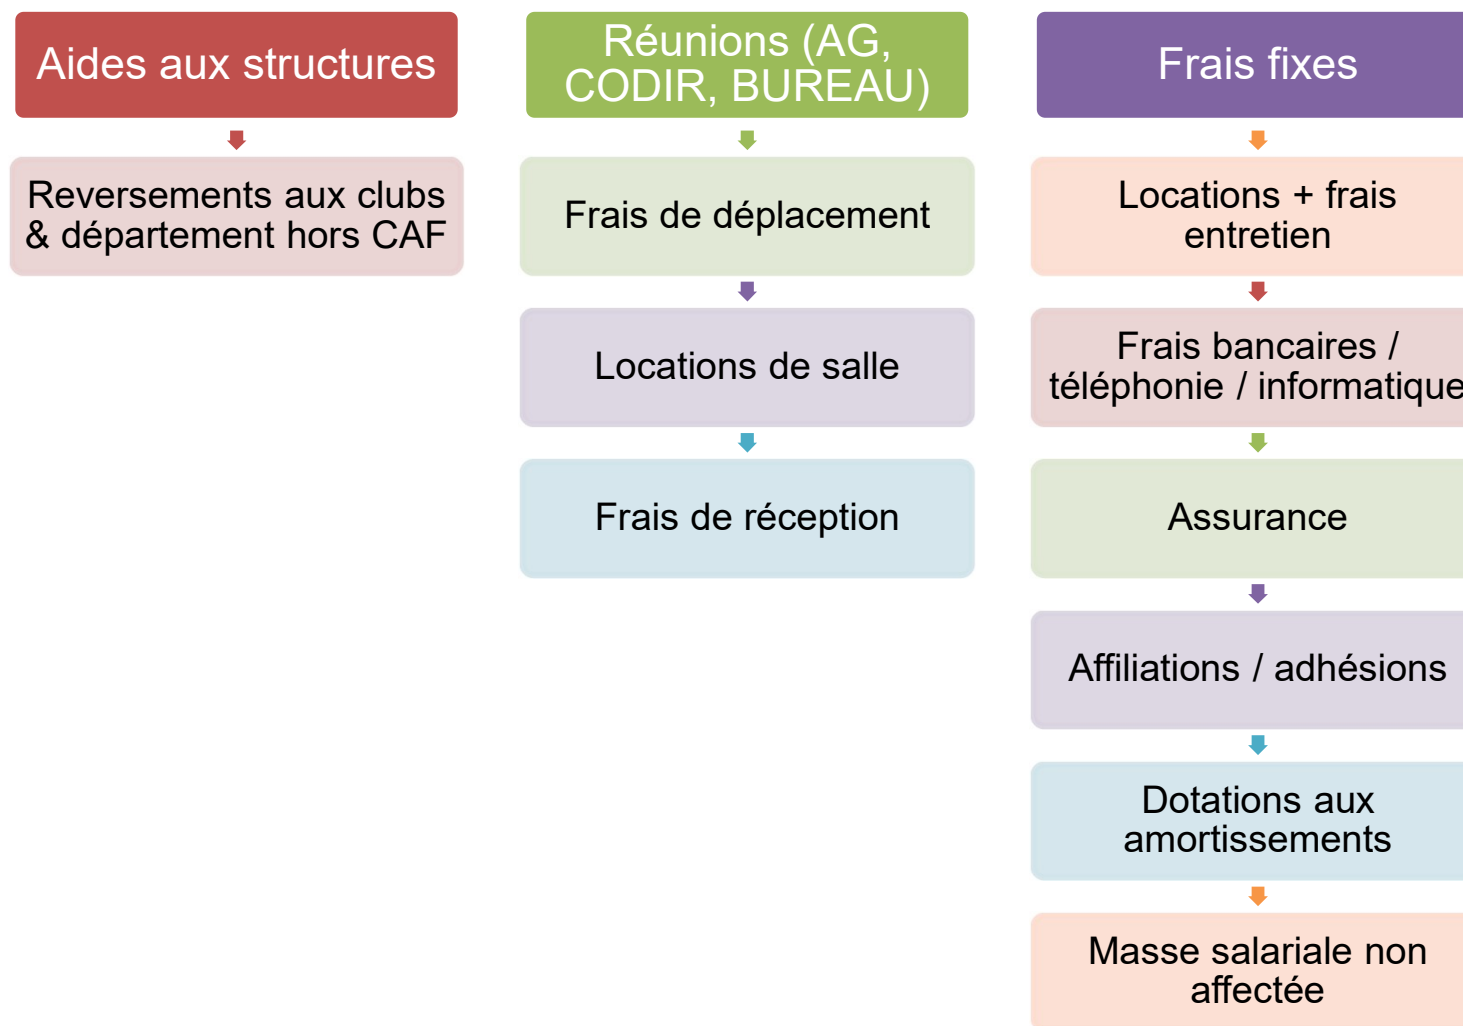 Aides aux structures
Reversements aux clubs
& département hors CAF
Réunions (AG,
CODIR, BUREAU)
Frais de déplacement
Locations de salle
Frais de réception
Frais fixes
Locations + frais
entretien
Frais bancaires /
téléphonie / informatique
Assurance
Affiliations / adhésions
Dotations aux
amortissements
Masse salariale non
affectée